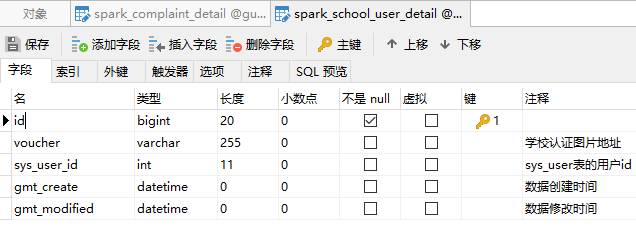 对象 spark_complaint_detail @gu... spark_school_user_detail @...
保存 添加字段 插入字段 删除字段 主键 上移 下移
字段 索引 外键 触发器 选项 注释 SQL 预览
名 类型 长度 小数点 不是 null 虚拟 键 注释
id bigint 20 0 1
voucher varchar 255 0 学校认证图片地址
sys_user_id int 11 0 sys_user表的用户id
gmt_create datetime 0 0 数据创建时间
gmt_modified datetime 0 0 数据修改时间